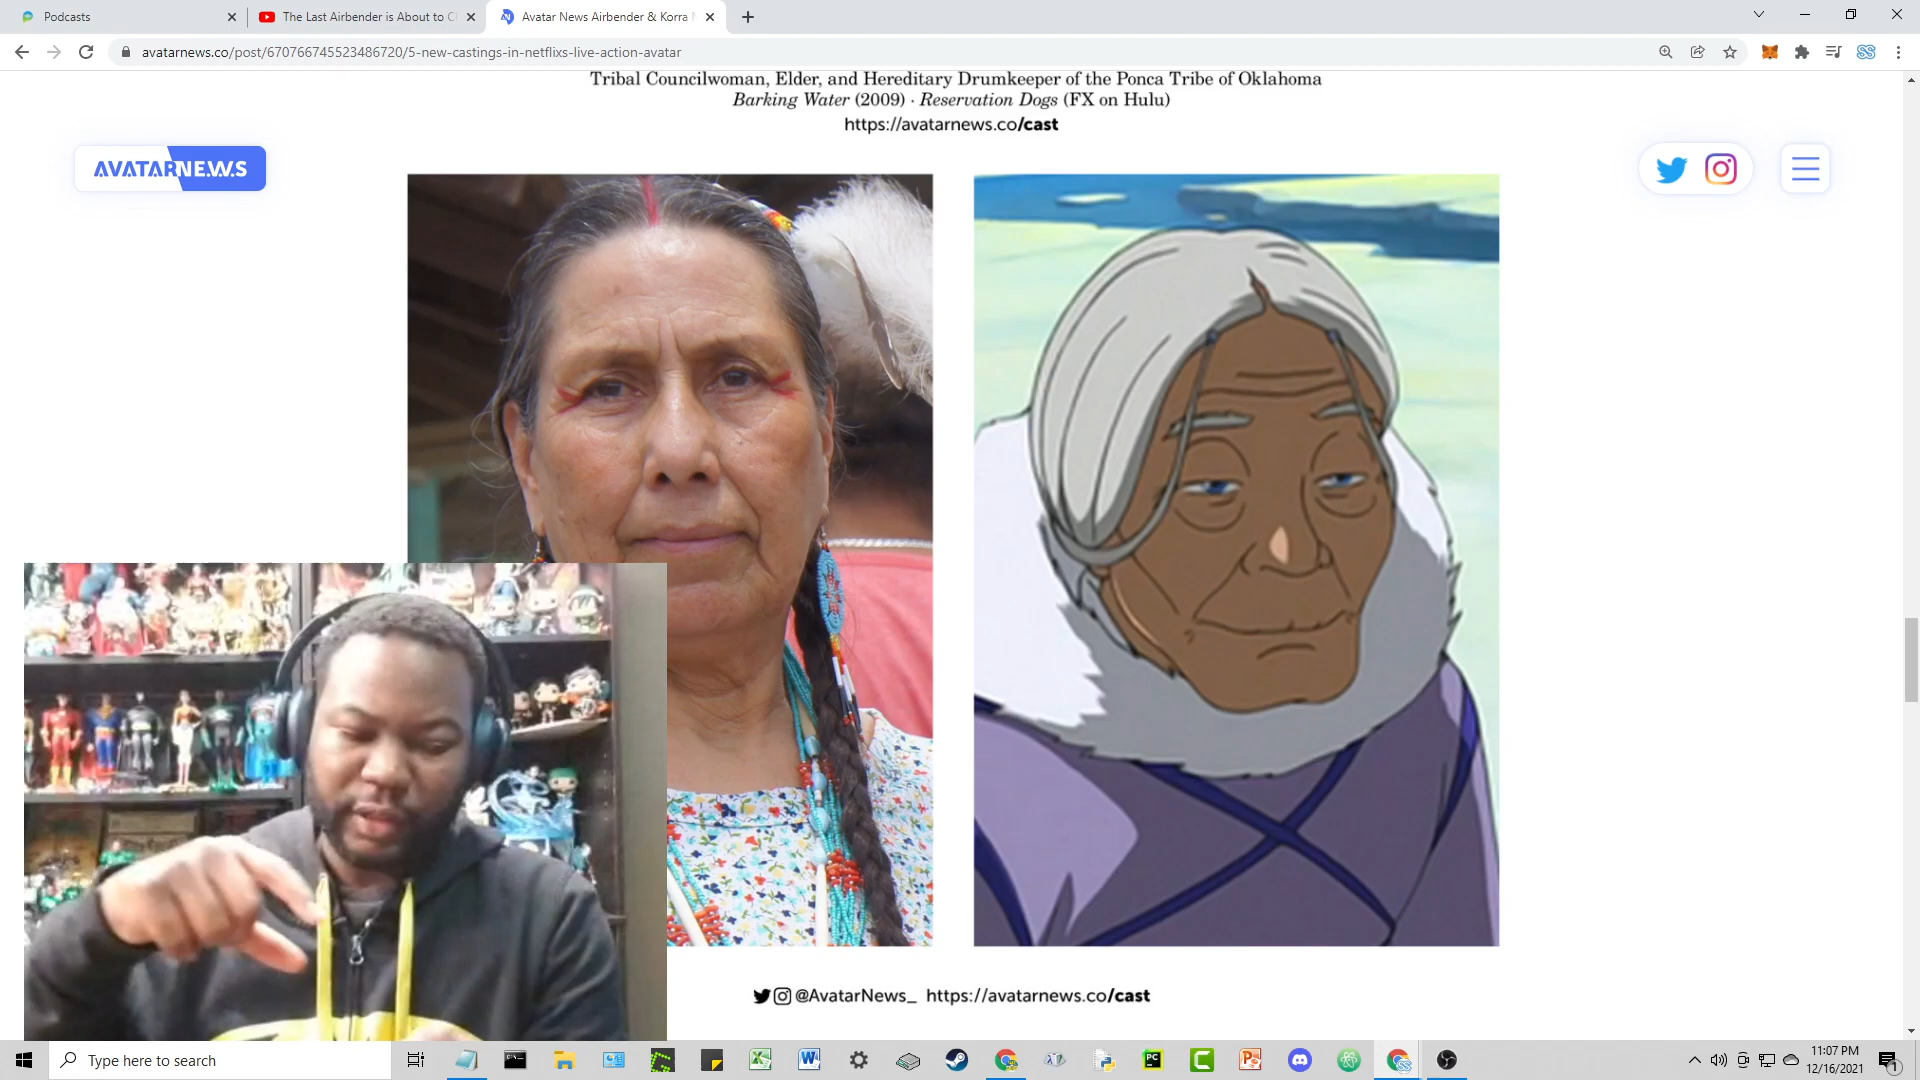 Podcasts
The Last Airbender is About to C
Avatar News Airbender & Korra N
avatarnews.co/post/670766745523486720/5-new-castings-in-netflixs-live-action-avatar
Tribal Councilwoman, Elder, and Hereditary Drumkeeper of the Ponca Tribe of Oklahoma
Barking Water (2009) · Reservation Dogs (FX on Hulu)
https://avatarnews.co/cast
AVATARNEWS
@AvatarNews_ https://avatarnews.co/cast
Type here to search
11:07 PM
12/16/2021